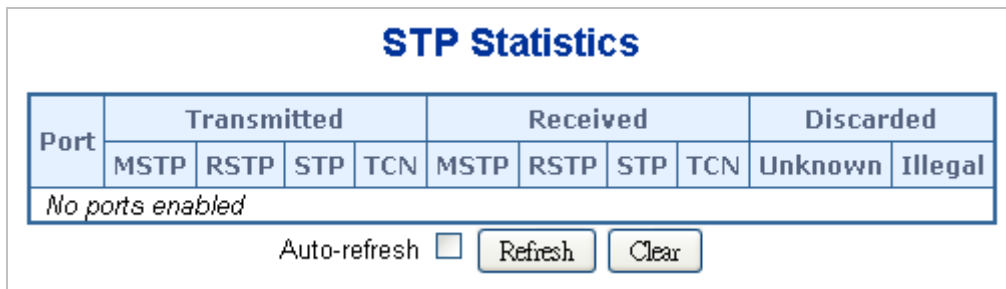 STP Statistics
Port Transmitted Received Discarded
MSTP RSTP STP TCN MSTP RSTP STP TCN Unknown Illegal
No ports enabled
Auto-refresh Refresh Clear